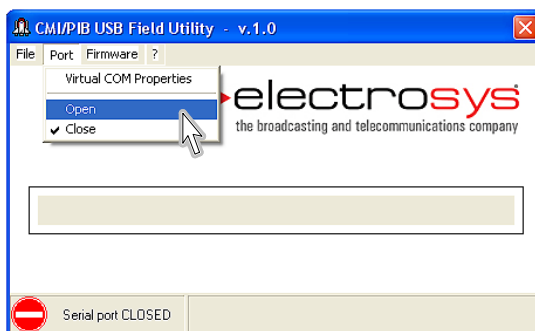 CMI/PIB USB Field Utility - v.1.0
File Port Firmware ?
Virtual COM Properties
Open
Close
electrosys
the broadcasting and telecommunications company
Serial port CLOSED